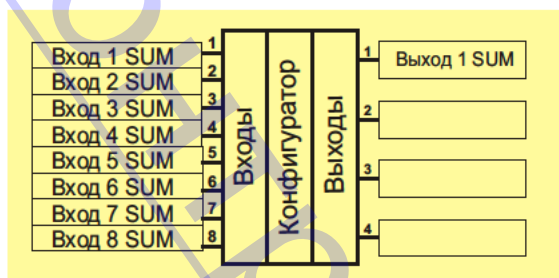 1
Вход 1 SUM
2
Вход 2 SUM
3
Вход 3 SUM
4
Вход 4 SUM
5
Вход 5 SUM
6
Вход 6 SUM
7
Вход 7 SUM
8
Вход 8 SUM
Входы
Конфигуратор
Выходы
1
Выход 1 SUM
2
3
4